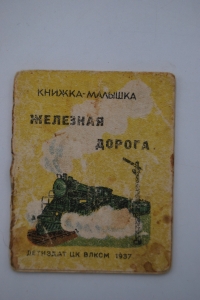 КНИЖКА-МАЛЫШКА
ЖЕЛЕЗНАЯ
ДОРОГА
ДЕТИЗДАТ ЦК ВЛКСМ 1937